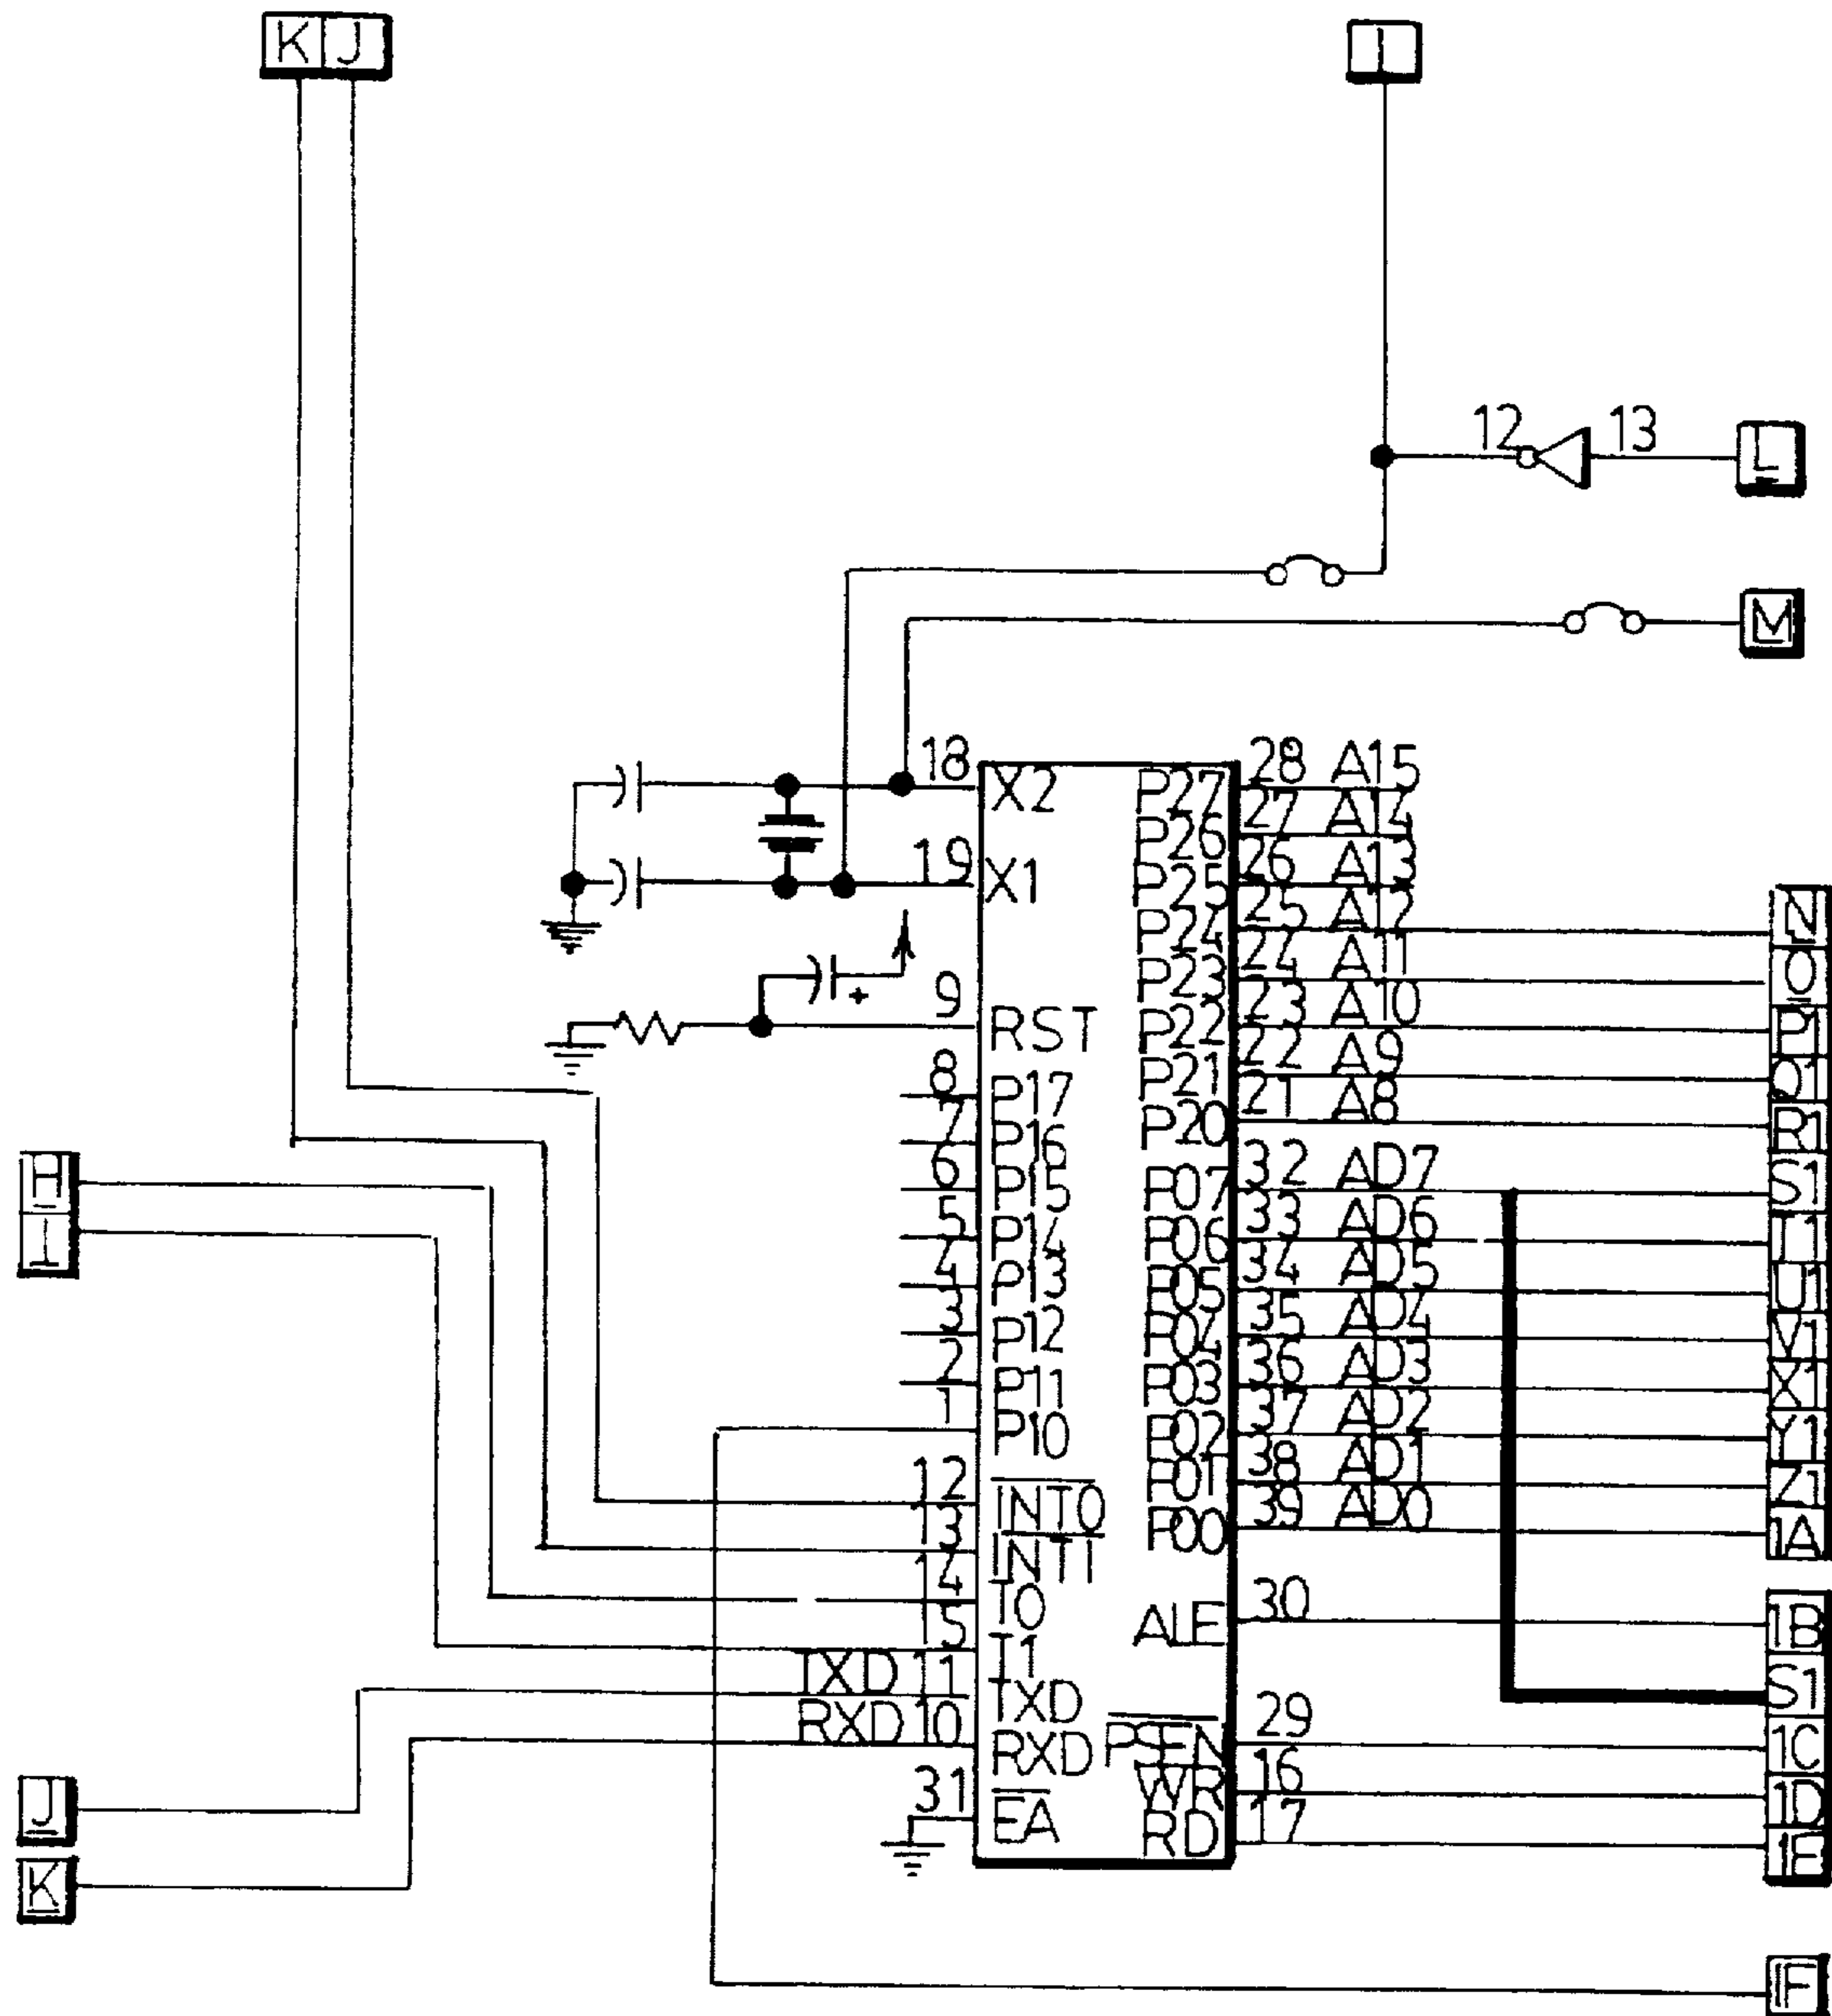 K J
I
12 13 L
M
18 X2 P27 28 A15
P26 27 A14
19 X1 P25 26 A13
P24 25 A12 N
P23 24 A11 O
9 RST P22 23 A10 P1
P21 22 A9 Q1
8 P17 P20 21 A8 R1
7 P16
H 6 P15 P07 32 AD7 S1
I 5 P14 P06 33 AD6 T1
4 P13 P05 34 AD5 U1
3 P12 P04 35 AD4 V1
2 P11 P03 36 AD3 X1
1 P10 P02 37 AD2 Y1
P01 38 AD1 Z1
12 INT0 P00 39 AD0 1A
13 INT1
14 T0 ALE 30 1B
15 T1
TXD 11 TXD S1
RXD 10 RXD PSEN 29 1C
WR 16 1D
J 31 EA RD 17 1E
K
1F